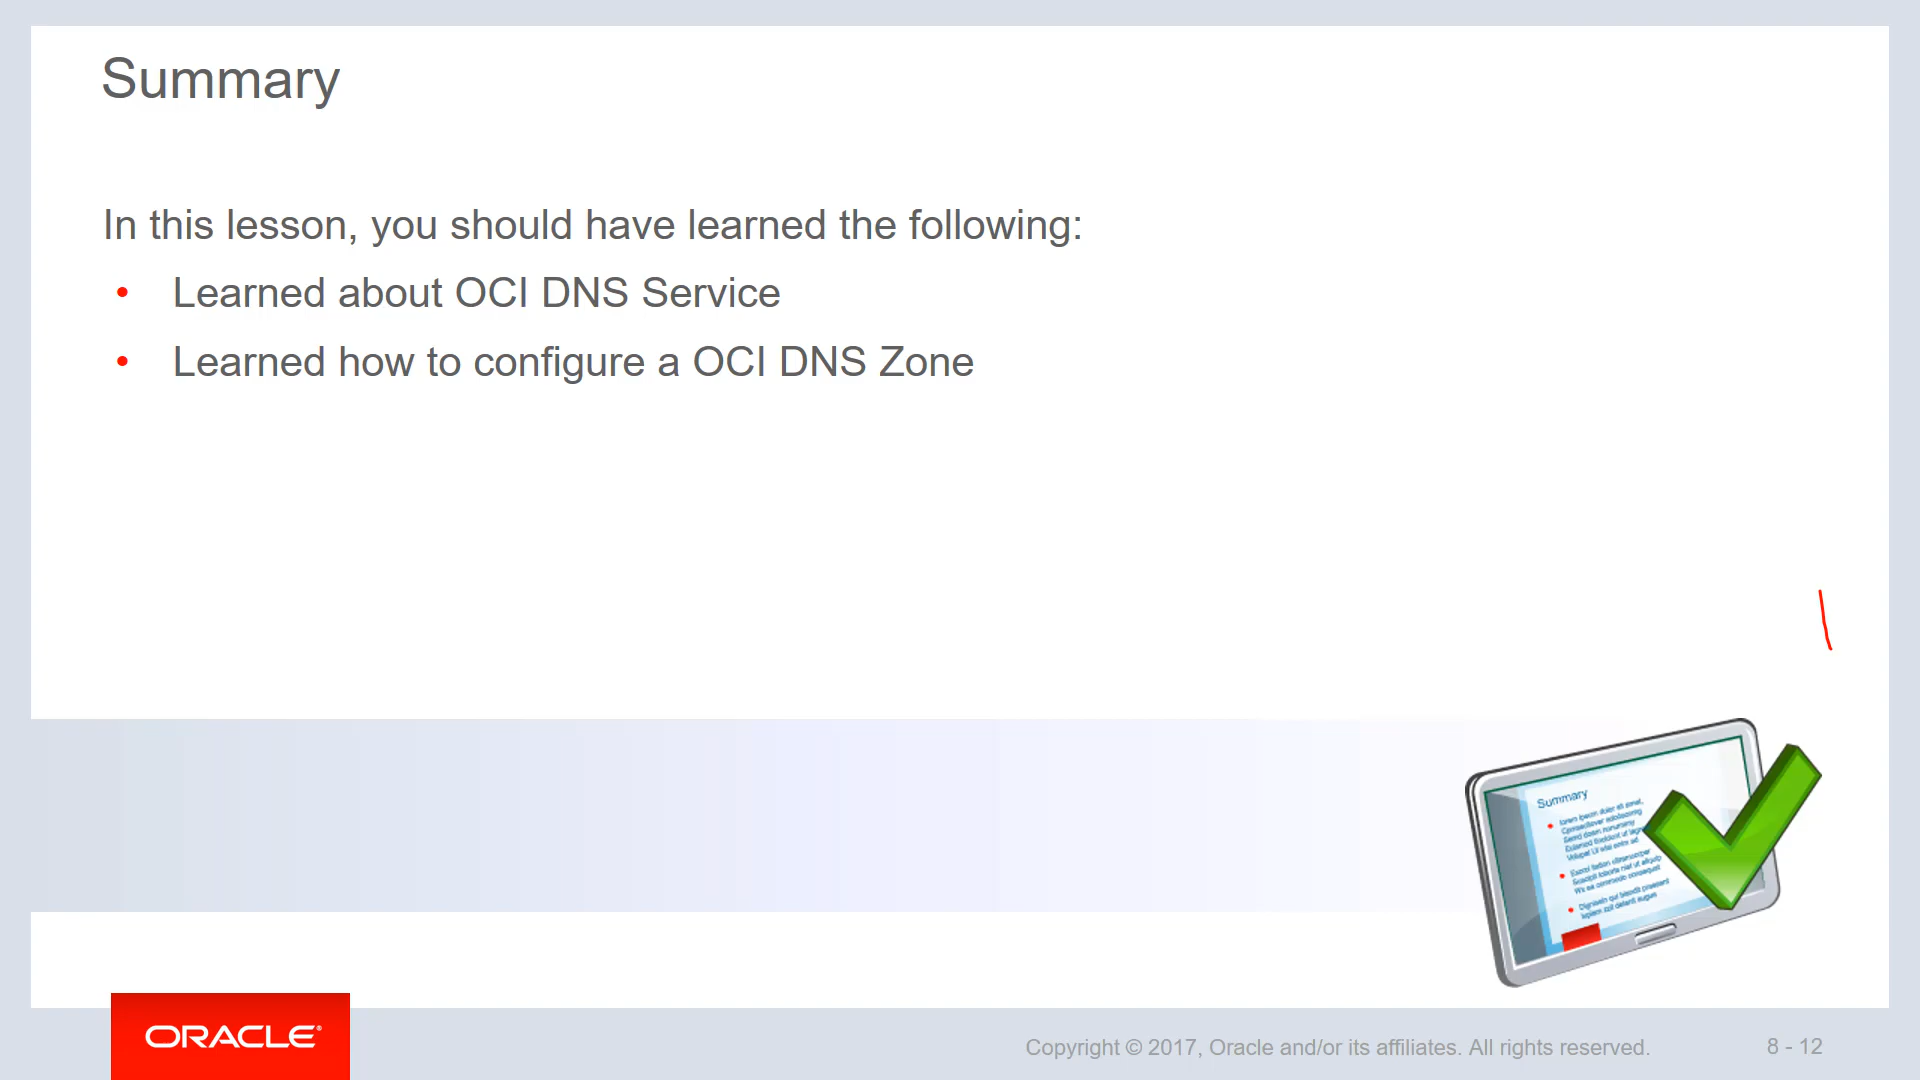 Summary
In this lesson, you should have learned the following:
• Learned about OCI DNS Service
• Learned how to configure a OCI DNS Zone
Summary
ORACLE®
Copyright © 2017, Oracle and/or its affiliates. All rights reserved.
8 - 12